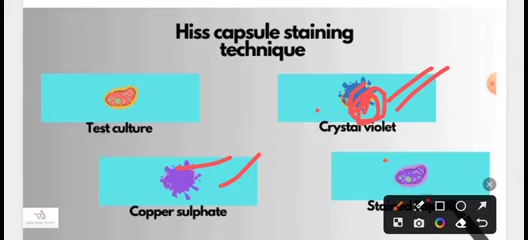 Hiss capsule staining
technique
Test culture
Crystal violet
Copper sulphate